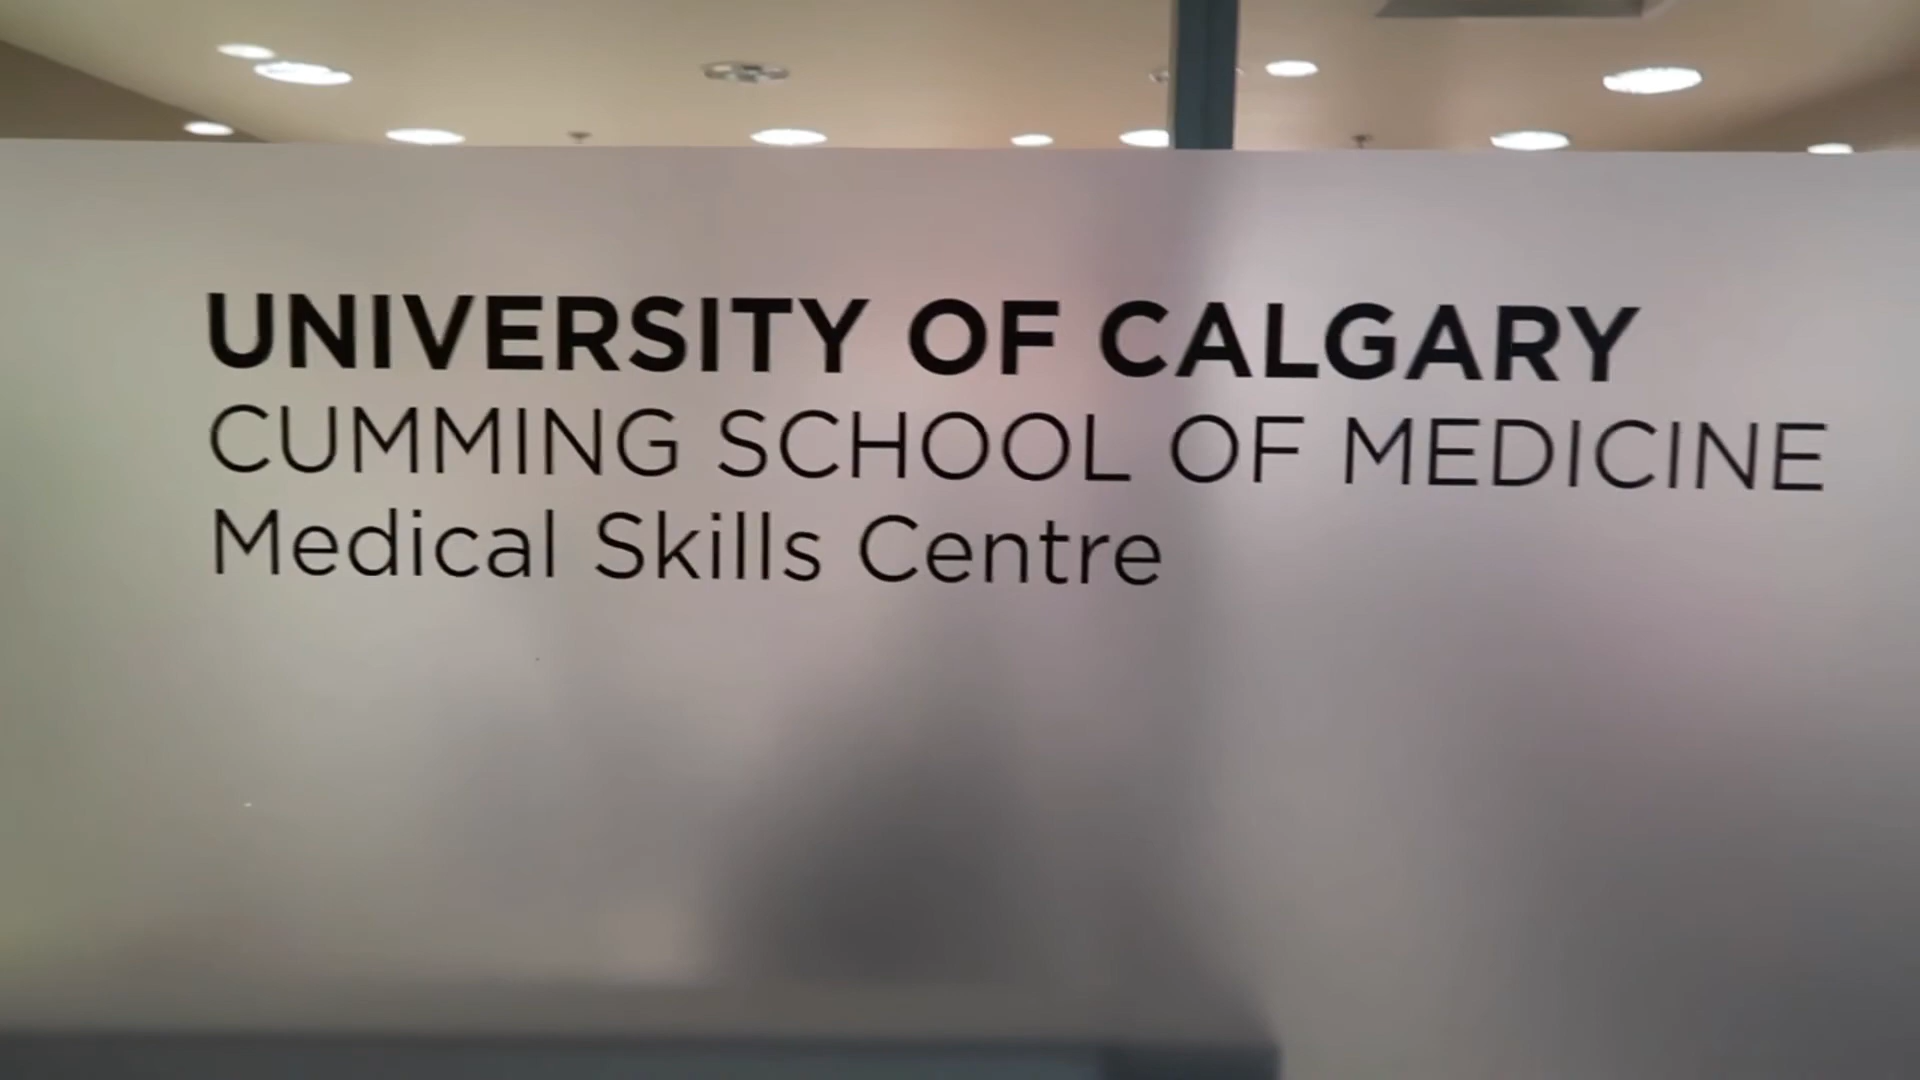 UNIVERSITY OF CALGARY
CUMMING SCHOOL OF MEDICINE
Medical Skills Centre